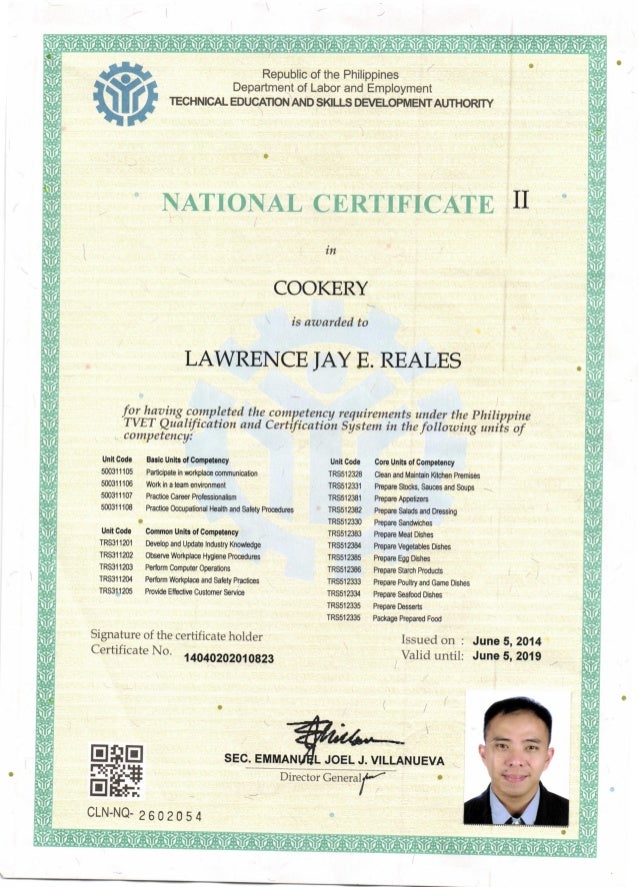 Republic of the Philippines
Department of Labor and Employment
TECHNICAL EDUCATION AND SKILLS DEVELOPMENT AUTHORITY
NATIONAL CERTIFICATE II
in
COOKERY
is awarded to
LAWRENCE JAY E. REALES
for having completed the competency requirements under the Philippine
TVET Qualification and Certification System in the following units of
competency:
Unit Code Basic Units of Competency
500311105 Participate in workplace communication
500311106 Work in a team environment
500311107 Practice Career Professionalism
500311108 Practice Occupational Health and Safety Procedures
Unit Code Common Units of Competency
TRS311201 Develop and Update Industry Knowledge
TRS311202 Observe Workplace Hygiene Procedures
TRS311203 Perform Computer Operations
TRS311204 Perform Workplace and Safety Practices
TRS311205 Provide Effective Customer Service
Unit Code Core Units of Competency
TRS512328 Clean and Maintain Kitchen Premises
TRS512331 Prepare Stocks, Sauces and Soups
TRS512381 Prepare Appetizers
TRS512382 Prepare Salads and Dressing
TRS512330 Prepare Sandwiches
TRS512383 Prepare Meat Dishes
TRS512384 Prepare Vegetables Dishes
TRS512385 Prepare Egg Dishes
TRS512386 Prepare Starch Products
TRS512333 Prepare Poultry and Game Dishes
TRS512334 Prepare Seafood Dishes
TRS512335 Prepare Desserts
TRS512335 Package Prepared Food
Signature of the certificate holder
Certificate No. 14040202010823
Issued on : June 5, 2014
Valid until: June 5, 2019
SEC. EMMANUEL JOEL J. VILLANUEVA
Director General
CLN-NQ- 2602054